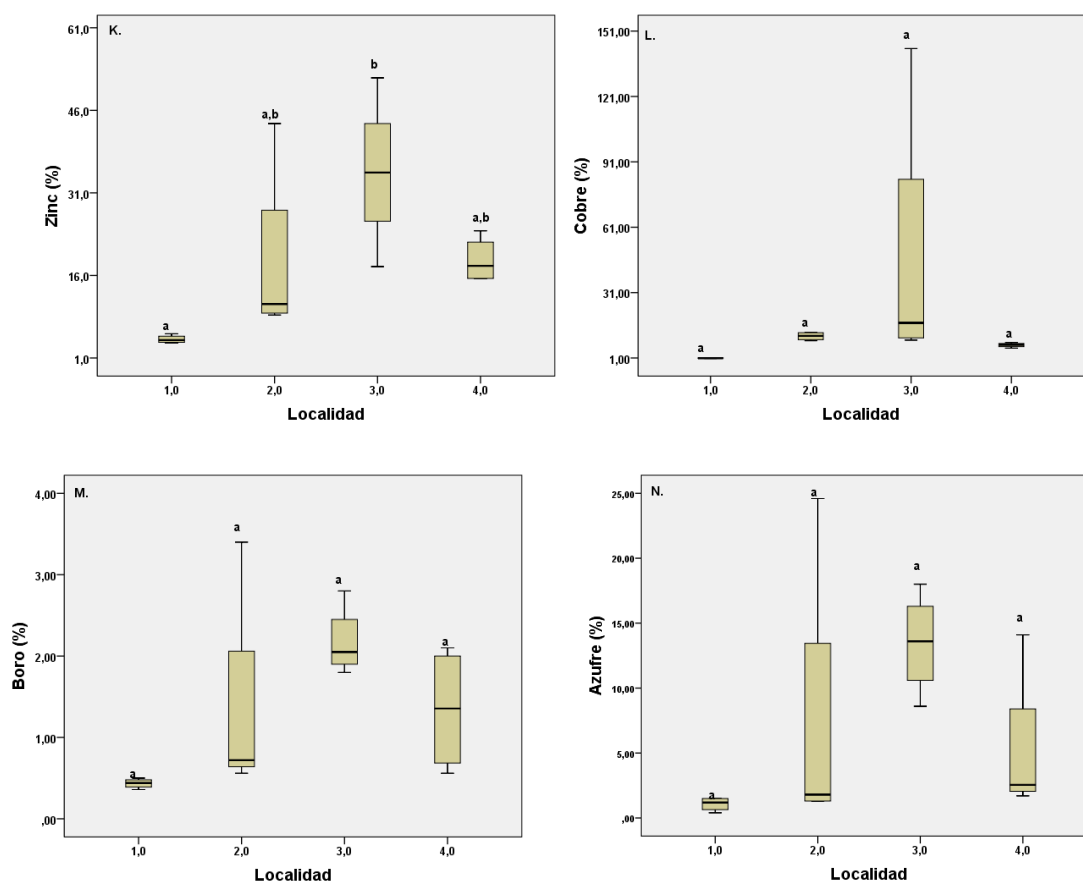 K.
Zinc (%)
61,0
46,0
31,0
16,0
1,0
a
a,b
b
a,b
1,0 2,0 3,0 4,0
Localidad
L.
Cobre (%)
151,00
121,00
91,00
61,00
31,00
1,00
a
a
a
a
1,0 2,0 3,0 4,0
Localidad
M.
Boro (%)
4,00
3,00
2,00
1,00
,00
a
a
a
a
1,0 2,0 3,0 4,0
Localidad
N.
Azufre (%)
25,00
20,00
15,00
10,00
5,00
,00
a
a
a
a
1,0 2,0 3,0 4,0
Localidad